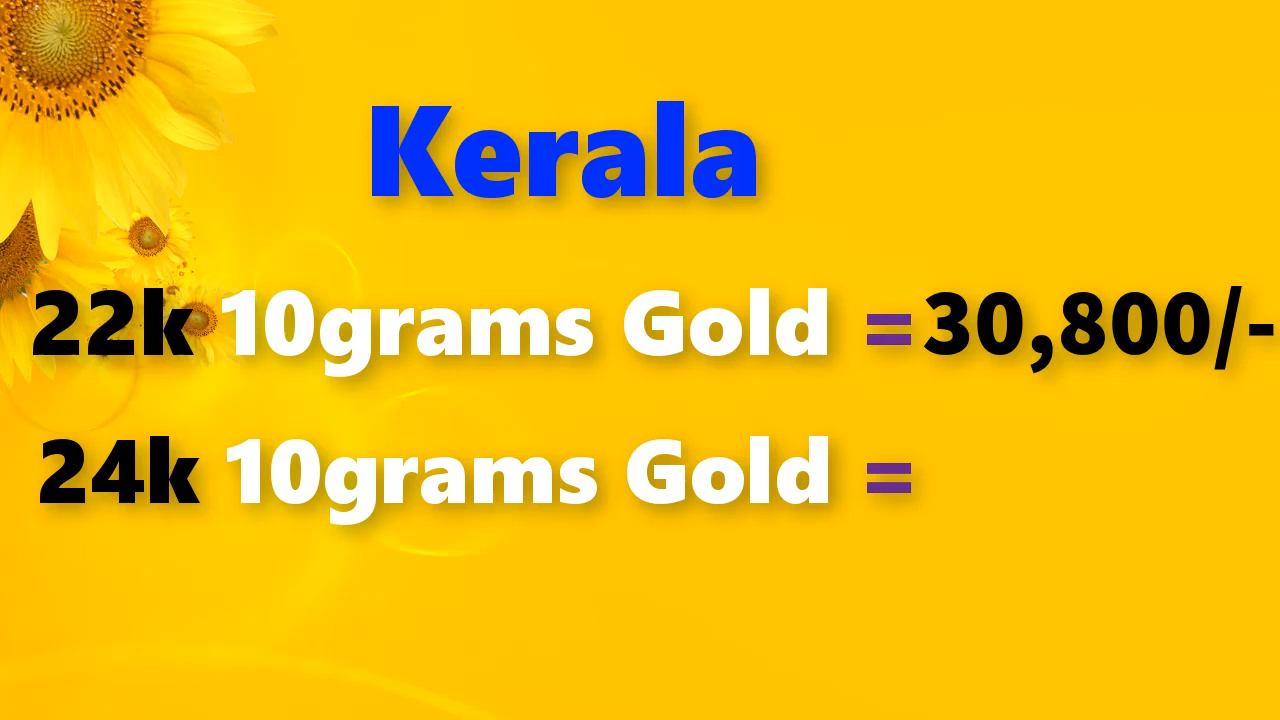 Kerala
22k 10grams Gold =30,800/-
24k 10grams Gold =